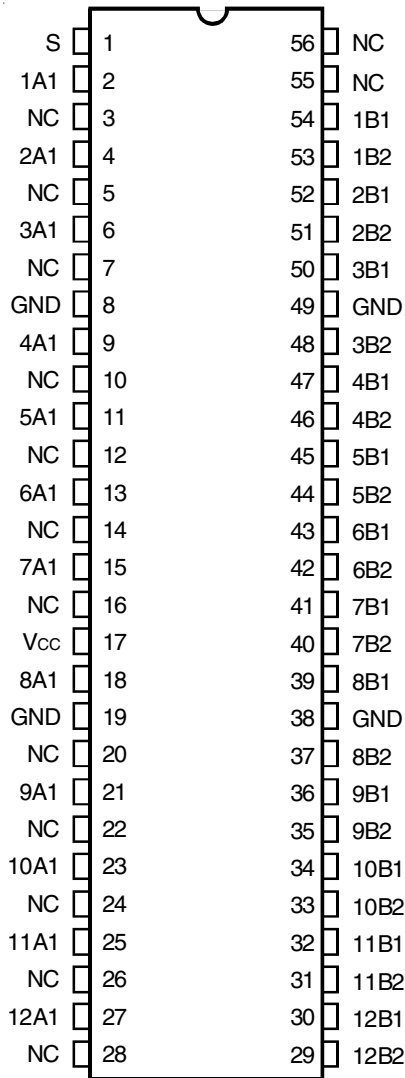 S 1 56 NC
1A1 2 55 NC
NC 3 54 1B1
2A1 4 53 1B2
NC 5 52 2B1
3A1 6 51 2B2
NC 7 50 3B1
GND 8 49 GND
4A1 9 48 3B2
NC 10 47 4B1
5A1 11 46 4B2
NC 12 45 5B1
6A1 13 44 5B2
NC 14 43 6B1
7A1 15 42 6B2
NC 16 41 7B1
VCC 17 40 7B2
8A1 18 39 8B1
GND 19 38 GND
NC 20 37 8B2
9A1 21 36 9B1
NC 22 35 9B2
10A1 23 34 10B1
NC 24 33 10B2
11A1 25 32 11B1
NC 26 31 11B2
12A1 27 30 12B1
NC 28 29 12B2